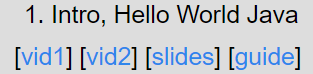 1. Intro, Hello World Java
[vid1] [vid2] [slides] [guide]